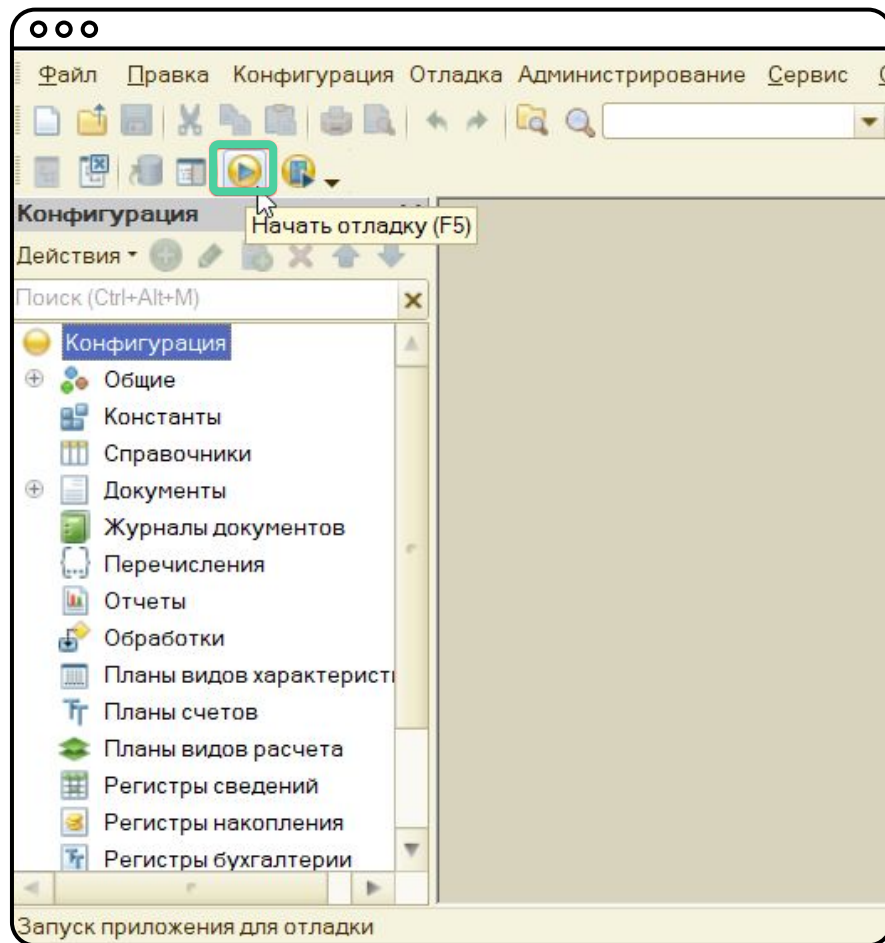 Файл Правка Конфигурация Отладка Администрирование Сервис
Конфигурация
Начать отладку (F5)
Действия
Поиск (Ctrl+Alt+M)
Конфигурация
Общие
Константы
Справочники
Документы
Журналы документов
Перечисления
Отчеты
Обработки
Планы видов характерист
Планы счетов
Планы видов расчета
Регистры сведений
Регистры накопления
Регистры бухгалтерии
Запуск приложения для отладки